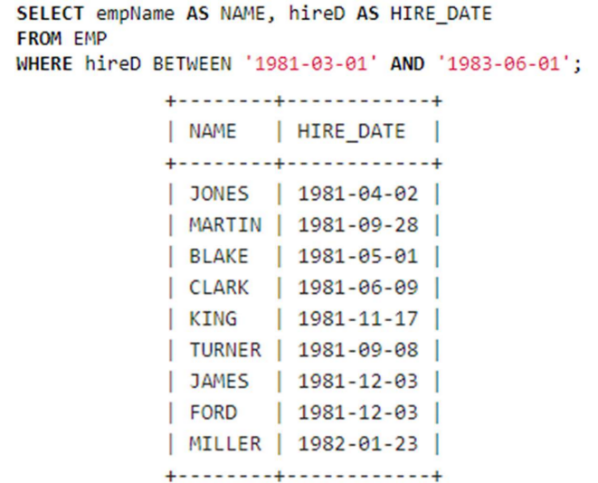 SELECT empName AS NAME, hireD AS HIRE_DATE
FROM EMP
WHERE hireD BETWEEN '1981-03-01' AND '1983-06-01';
+--------+------------+
| NAME   | HIRE_DATE  |
+--------+------------+
| JONES  | 1981-04-02 |
| MARTIN | 1981-09-28 |
| BLAKE  | 1981-05-01 |
| CLARK  | 1981-06-09 |
| KING   | 1981-11-17 |
| TURNER | 1981-09-08 |
| JAMES  | 1981-12-03 |
| FORD   | 1981-12-03 |
| MILLER | 1982-01-23 |
+--------+------------+